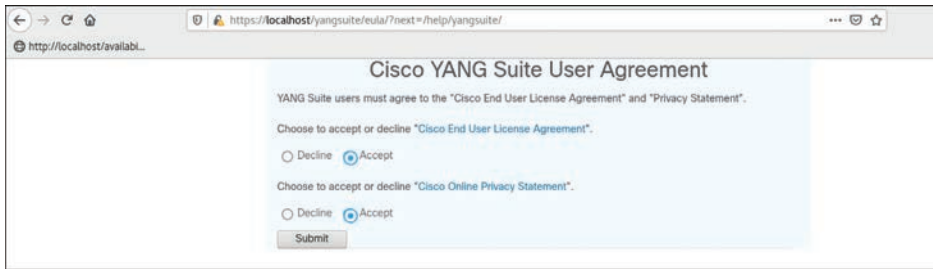 https://localhost/yangsuite/eula/?next=/help/yangsuite/
http://localhost/availabi...
Cisco YANG Suite User Agreement
YANG Suite users must agree to the "Cisco End User License Agreement" and "Privacy Statement".
Choose to accept or decline "Cisco End User License Agreement".
Decline Accept
Choose to accept or decline "Cisco Online Privacy Statement".
Decline Accept
Submit